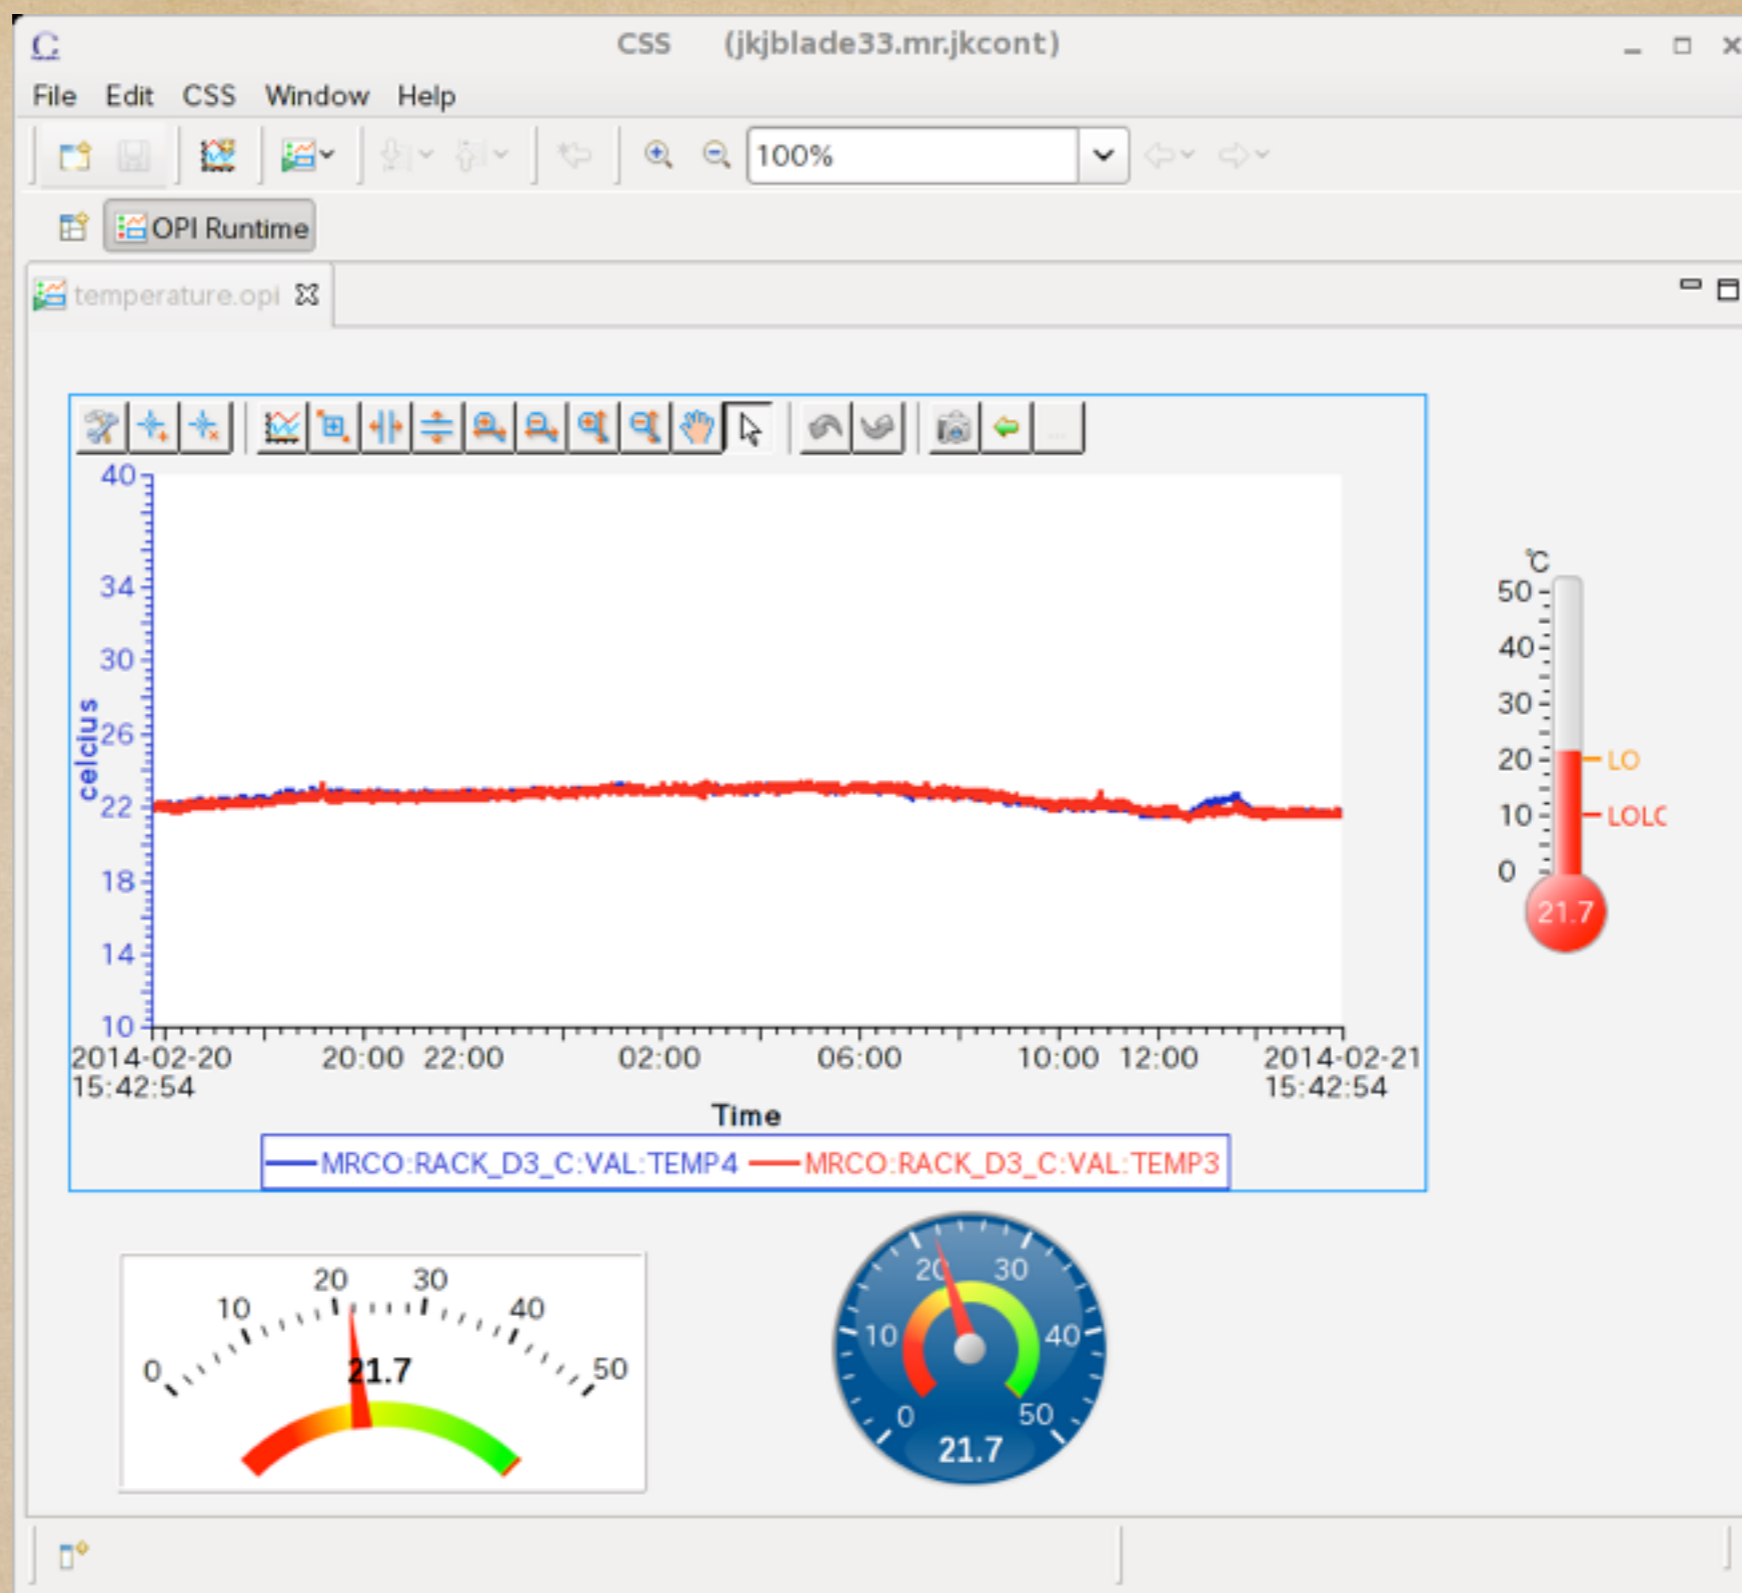 CSS (jkjblade33.mr.jkcont)
File Edit CSS Window Help
100%
OPI Runtime
temperature.opi
40
34
30
26
22
18
14
10
celcius
2014-02-20 15:42:54
20:00 22:00 02:00 06:00 10:00 12:00
2014-02-21 15:42:54
Time
MRCO:RACK_D3_C:VAL:TEMP4 MRCO:RACK_D3_C:VAL:TEMP3
℃
50
40
30
20 LO
10 LOLO
0
21.7
0 10 20 30 40 50
21.7
0 10 20 30 40 50
21.7